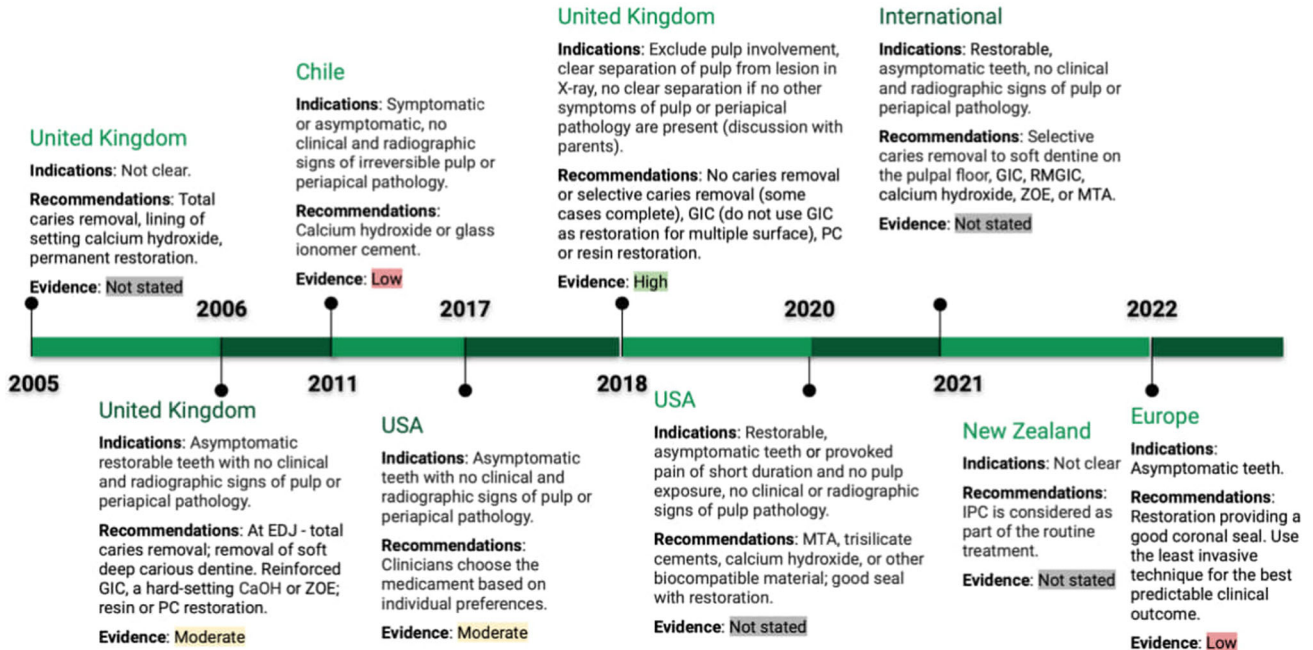 United Kingdom
Indications: Not clear.
Recommendations: Total
caries removal, lining of
setting calcium hydroxide,
permanent restoration.
Evidence: Not stated
Chile
Indications: Symptomatic
or asymptomatic, no
clinical and radiographic
signs of irreversible pulp or
periapical pathology.
Recommendations:
Calcium hydroxide or glass
ionomer cement.
Evidence: Low
United Kingdom
Indications: Exclude pulp involvement,
clear separation of pulp from lesion in
X-ray, no clear separation if no other
symptoms of pulp or periapical
pathology are present (discussion with
parents).
Recommendations: No caries removal
or selective caries removal (some
cases complete), GIC (do not use GIC
as restoration for multiple surface), PC
or resin restoration.
Evidence: High
International
Indications: Restorable,
asymptomatic teeth, no clinical
and radiographic signs of pulp or
periapical pathology.
Recommendations: Selective
caries removal to soft dentine on
the pulpal floor, GIC, RMGIC,
calcium hydroxide, ZOE, or MTA.
Evidence: Not stated
2006
2017
2020
2022
2005
2011
2018
2021
United Kingdom
Indications: Asymptomatic
restorable teeth with no clinical
and radiographic signs of pulp or
periapical pathology.
Recommendations: At EDJ - total
caries removal; removal of soft
deep carious dentine. Reinforced
GIC, a hard-setting CaOH or ZOE;
resin or PC restoration.
Evidence: Moderate
USA
Indications: Asymptomatic
teeth with no clinical and
radiographic signs of pulp or
periapical pathology.
Recommendations:
Clinicians choose the
medicament based on
individual preferences.
Evidence: Moderate
USA
Indications: Restorable,
asymptomatic teeth or provoked
pain of short duration and no pulp
exposure, no clinical or radiographic
signs of pulp pathology.
Recommendations: MTA, trisilicate
cements, calcium hydroxide, or other
biocompatible material; good seal
with restoration.
Evidence: Not stated
New Zealand
Indications: Not clear
Recommendations:
IPC is considered as
part of the routine
treatment.
Evidence: Not stated
Europe
Indications:
Asymptomatic teeth.
Recommendations:
Restoration providing a
good coronal seal. Use
the least invasive
technique for the best
predictable clinical
outcome.
Evidence: Low